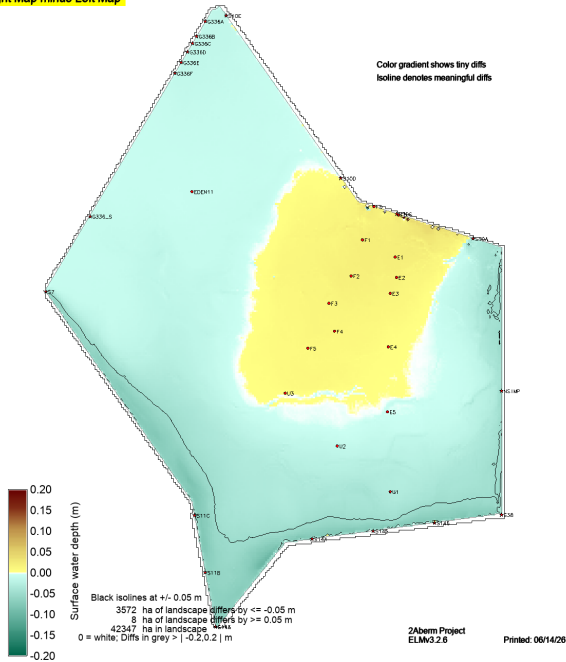 ght Map minus Left Map
S10E
G336A
G336B
G336C
G336D
G336E
G336F
Color gradient shows tiny diffs
Isoline denotes meaningful diffs
S10D
EDEN11
G336_S
S10A
F1
E1
F2
E2
E3
F3
F4
F5
E4
S7
U3
NSIMP
E5
U2
U1
S11C
S38
S11B
0.20
0.15
0.10
0.05
0.00
-0.05
-0.10
-0.15
-0.20
Surface water depth (m)
Black isolines at +/- 0.05 m
3572 ha of landscape differs by <= -0.05 m
8 ha of landscape differs by >= 0.05 m
42347 ha in landscape
0 = white; Diffs in grey > | -0.2,0.2 | m
2Aberm Project
ELMv3.2.6
Printed: 06/14/26